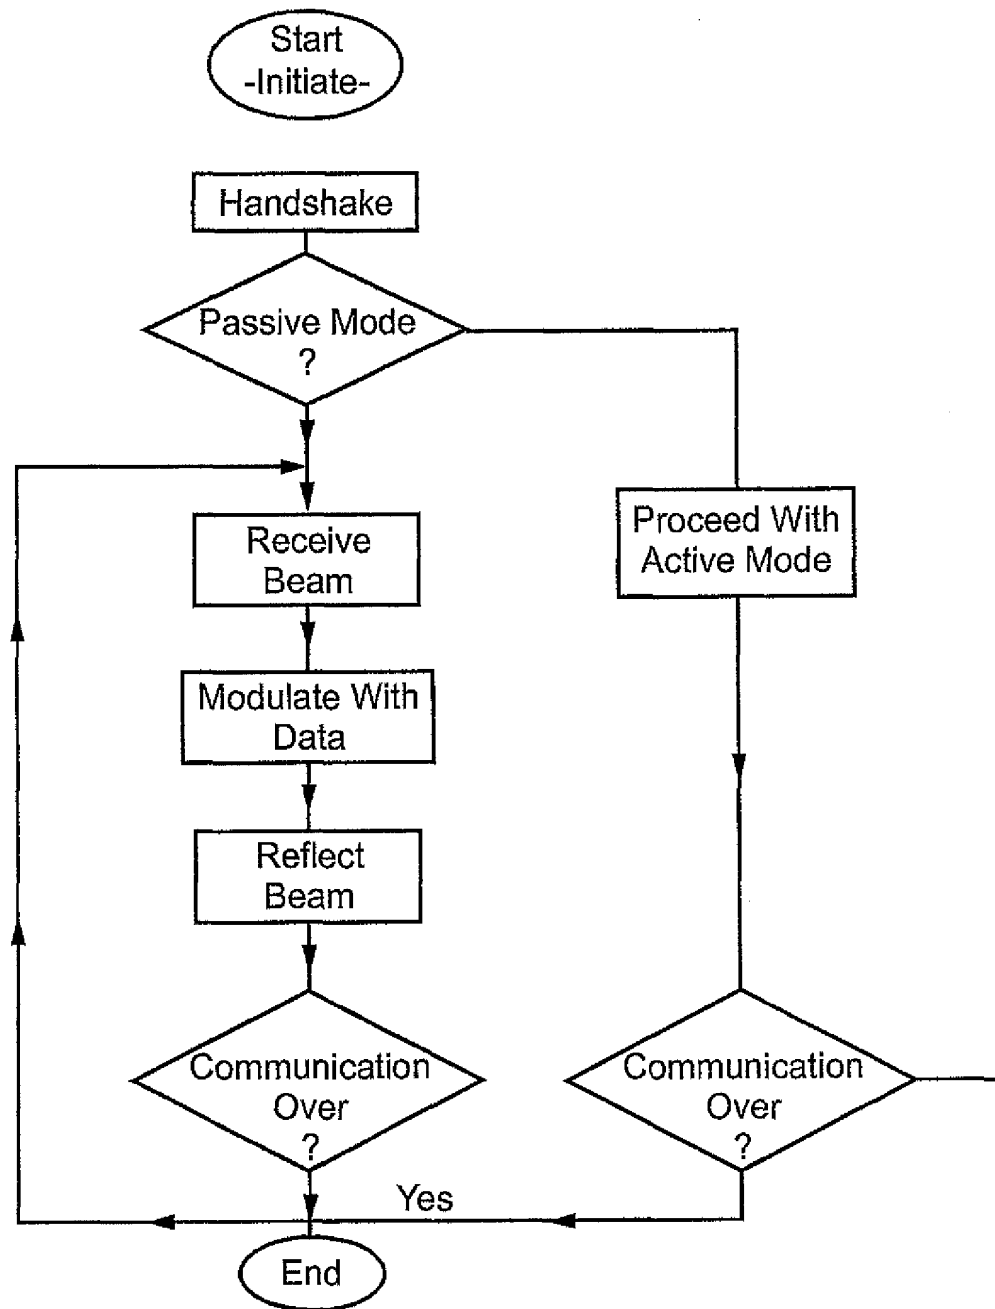 Start
-Initiate-
Handshake
Passive Mode
?
Receive
Beam
Proceed With
Active Mode
Modulate With
Data
Reflect
Beam
Communication
Over
?
Communication
Over
?
Yes
End